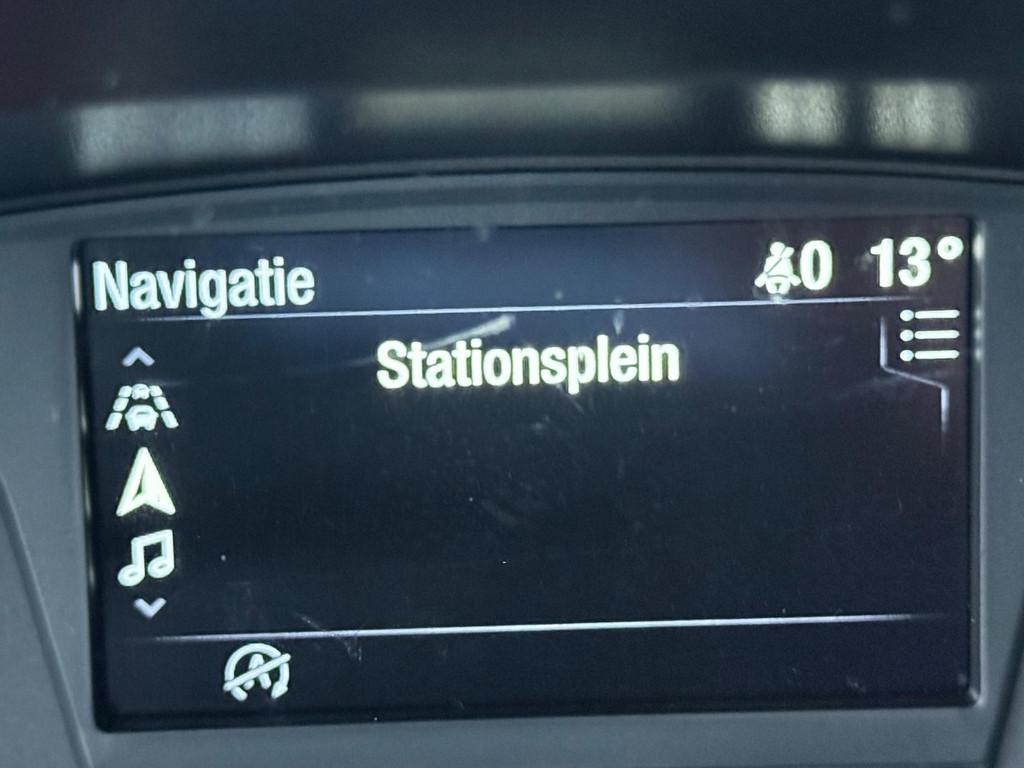 Navigatie 0 13°
Stationsplein
A